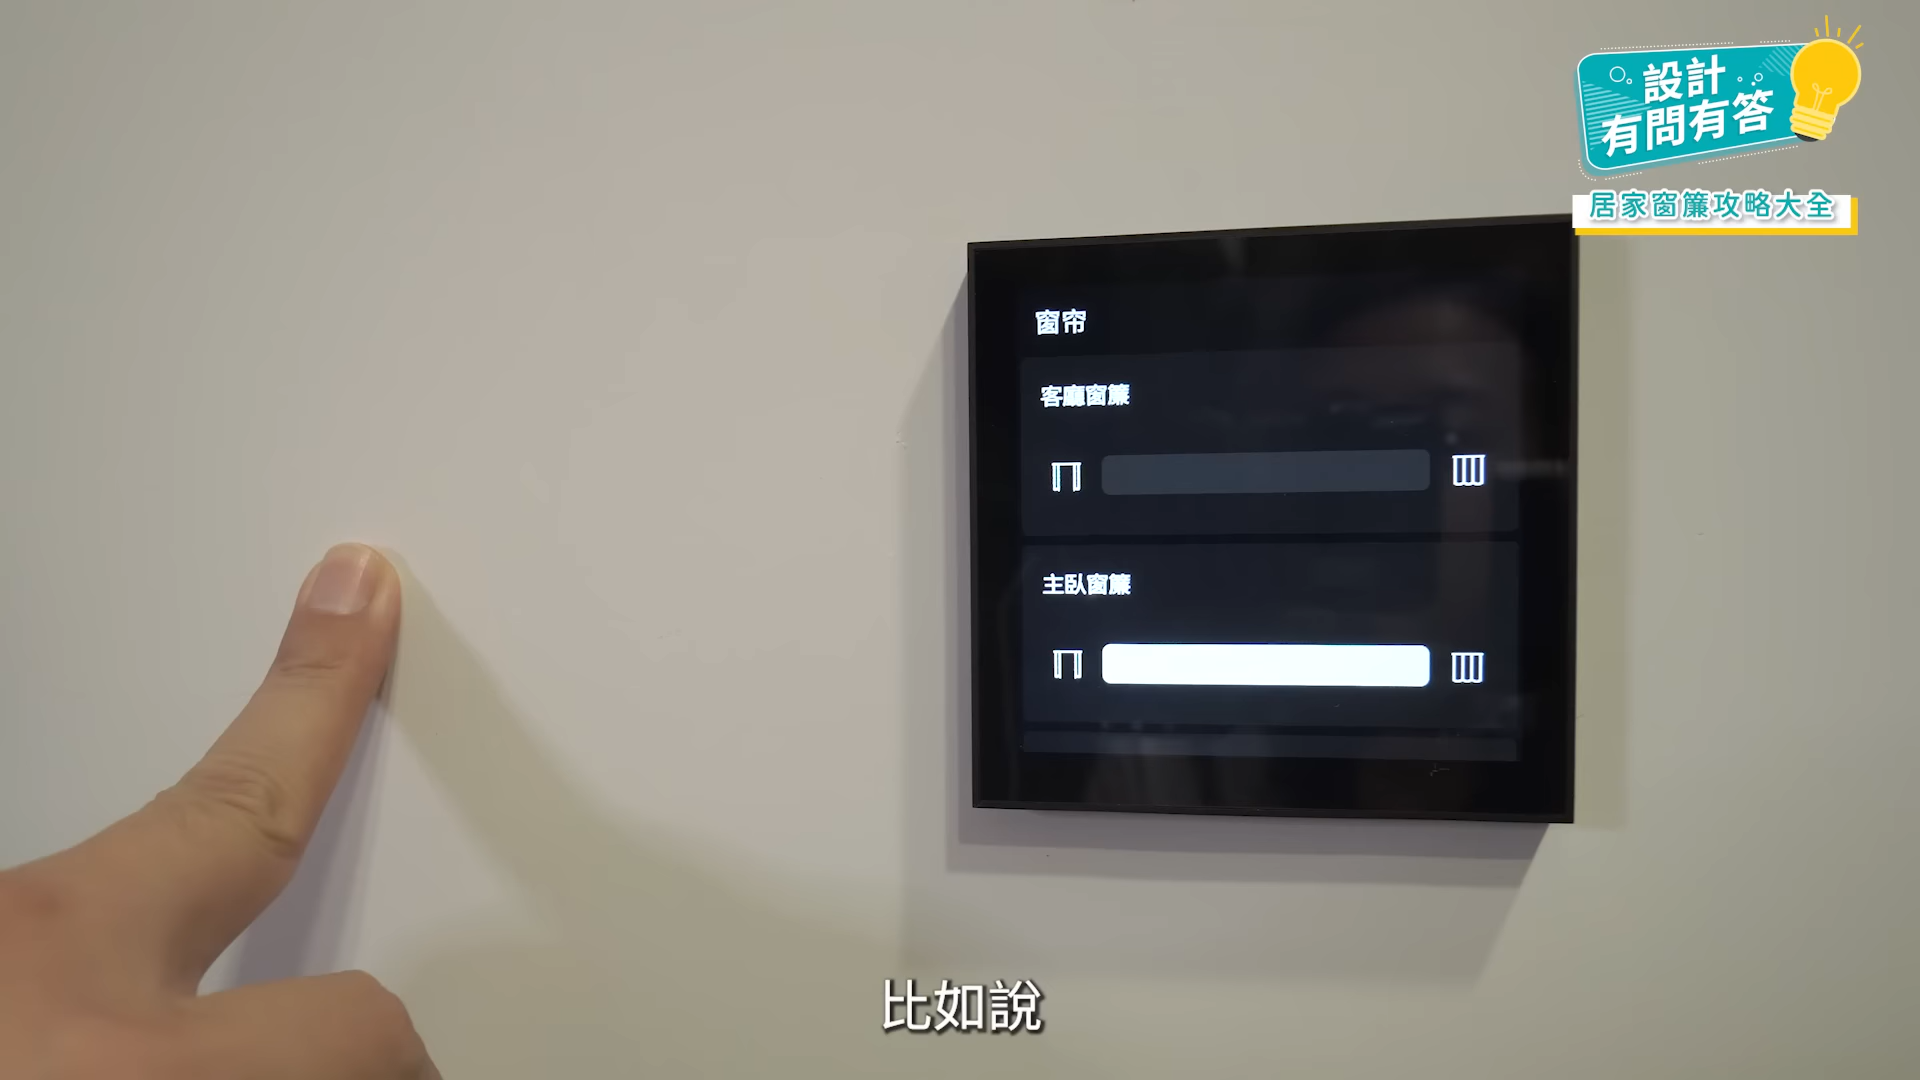 設計
有問有答
居家窗簾攻略大全
窗帘
客廳窗簾
主臥窗簾
比如說